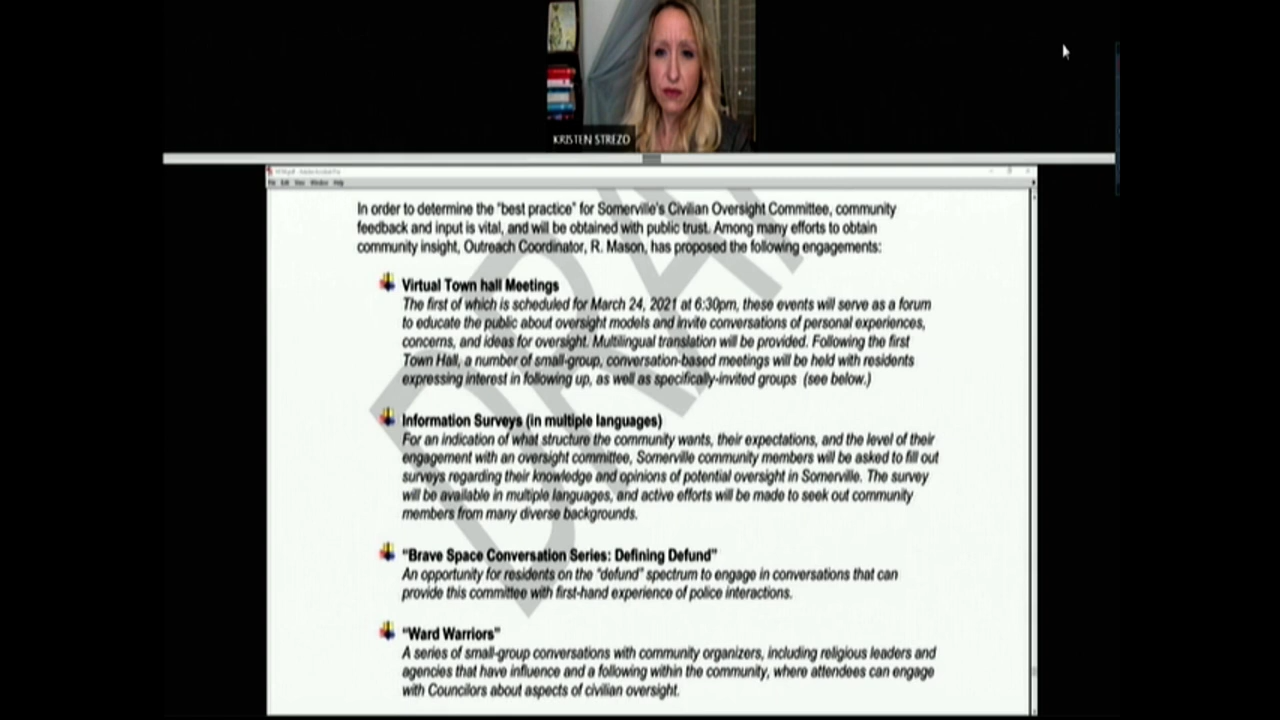 KRISTEN STREZO
File Edit View Window Help
In order to determine the "best practice" for Somerville's Civilian Oversight Committee, community
feedback and input is vital, and will be obtained with public trust. Among many efforts to obtain
community insight, Outreach Coordinator, R. Mason, has proposed the following engagements:
Virtual Town hall Meetings
The first of which is scheduled for March 24, 2021 at 6:30pm, these events will serve as a forum
to educate the public about oversight models and invite conversations of personal experiences,
concerns, and ideas for oversight. Multilingual translation will be provided. Following the first
Town Hall, a number of small-group, conversation-based meetings will be held with residents
expressing interest in following up, as well as specifically-invited groups (see below.)
Information Surveys (in multiple languages)
For an indication of what structure the community wants, their expectations, and the level of their
engagement with an oversight committee, Somerville community members will be asked to fill out
surveys regarding their knowledge and opinions of potential oversight in Somerville. The survey
will be available in multiple languages, and active efforts will be made to seek out community
members from many diverse backgrounds.
"Brave Space Conversation Series: Defining Defund"
An opportunity for residents on the "defund" spectrum to engage in conversations that can
provide this committee with first-hand experience of police interactions.
"Ward Warriors"
A series of small-group conversations with community organizers, including religious leaders and
agencies that have influence and a following within the community, where attendees can engage
with Councilors about aspects of civilian oversight.